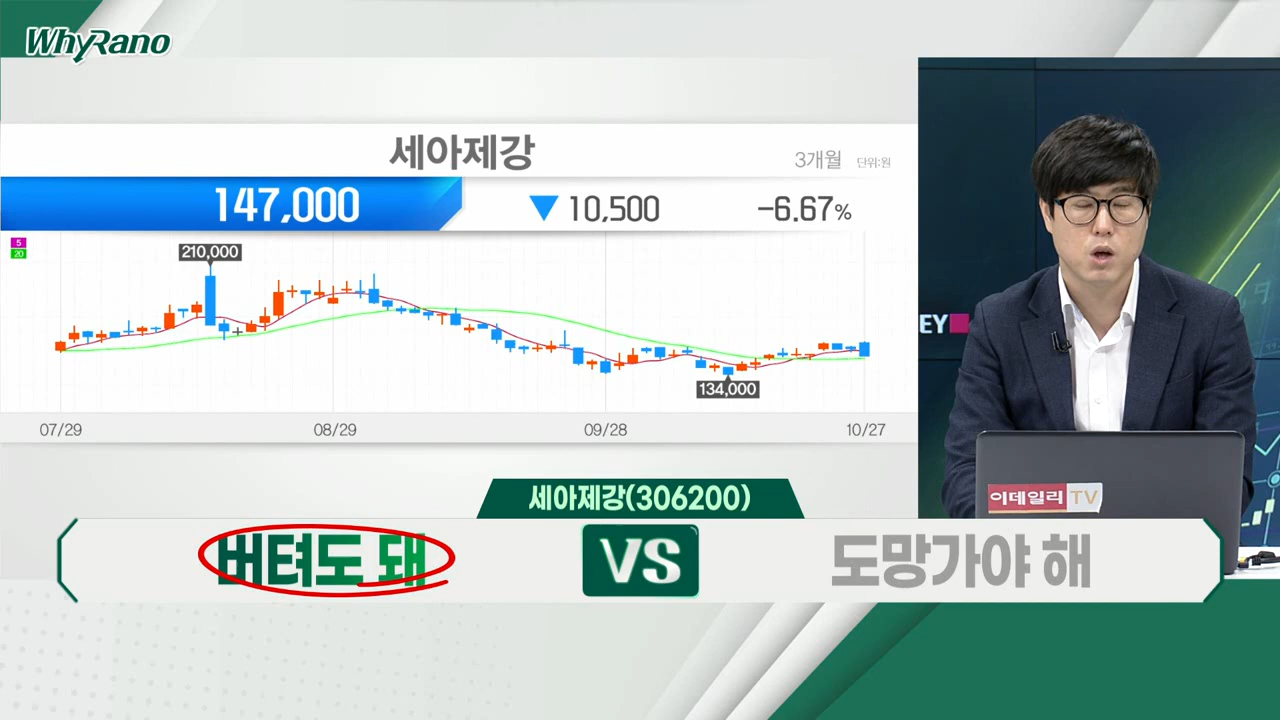 WhyRano
세아제강
3개월 단위:원
147,000 ▼ 10,500 -6.67%
5
20
210,000
134,000
07/29 08/29 09/28 10/27
EY
이데일리TV
세아제강(306200)
버텨도 돼 VS 도망가야 해